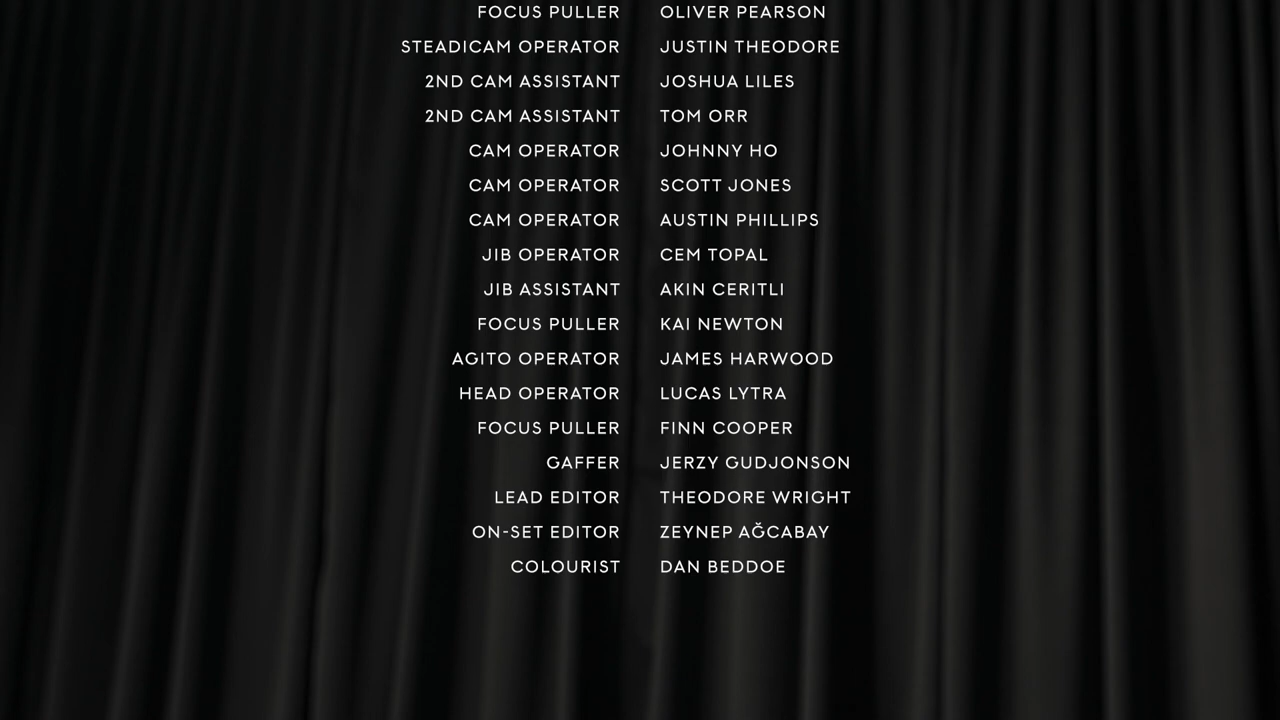 FOCUS PULLER OLIVER PEARSON
STEADICAM OPERATOR JUSTIN THEODORE
2ND CAM ASSISTANT JOSHUA LILES
2ND CAM ASSISTANT TOM ORR
CAM OPERATOR JOHNNY HO
CAM OPERATOR SCOTT JONES
CAM OPERATOR AUSTIN PHILLIPS
JIB OPERATOR CEM TOPAL
JIB ASSISTANT AKIN CERITLI
FOCUS PULLER KAI NEWTON
AGITO OPERATOR JAMES HARWOOD
HEAD OPERATOR LUCAS LYTRA
FOCUS PULLER FINN COOPER
GAFFER JERZY GUDJONSON
LEAD EDITOR THEODORE WRIGHT
ON-SET EDITOR ZEYNEP AĞCABAY
COLOURIST DAN BEDDOE